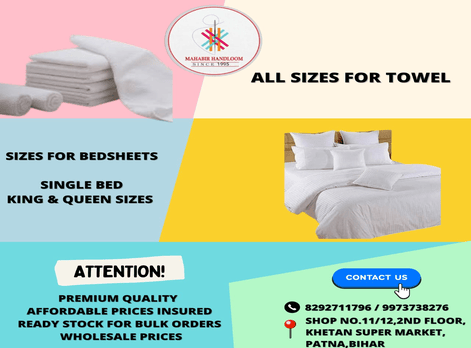 MAHABIR HANDLOOM
SINCE 1995
ALL SIZES FOR TOWEL
SIZES FOR BEDSHEETS
SINGLE BED
KING & QUEEN SIZES
ATTENTION!
PREMIUM QUALITY
AFFORDABLE PRICES INSURED
READY STOCK FOR BULK ORDERS
WHOLESALE PRICES
CONTACT US
8292711796 / 9973738276
SHOP NO.11/12,2ND FLOOR,
KHETAN SUPER MARKET,
PATNA,BIHAR